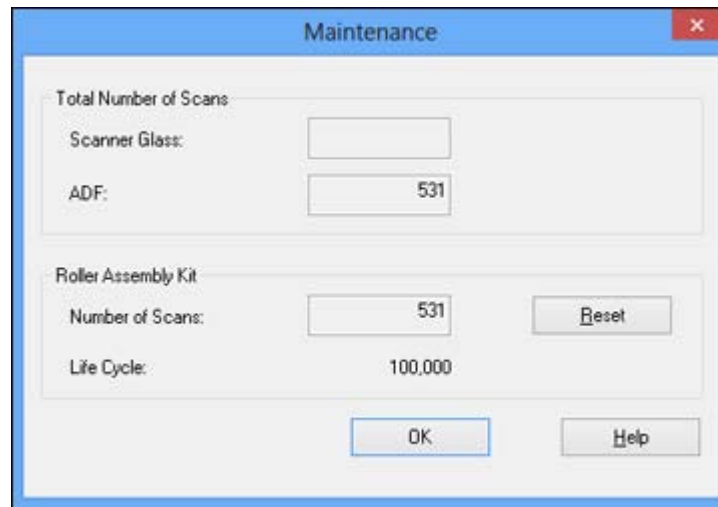 Maintenance
Total Number of Scans
Scanner Glass:
ADF: 531
Roller Assembly Kit
Number of Scans: 531 Reset
Life Cycle: 100,000
OK Help